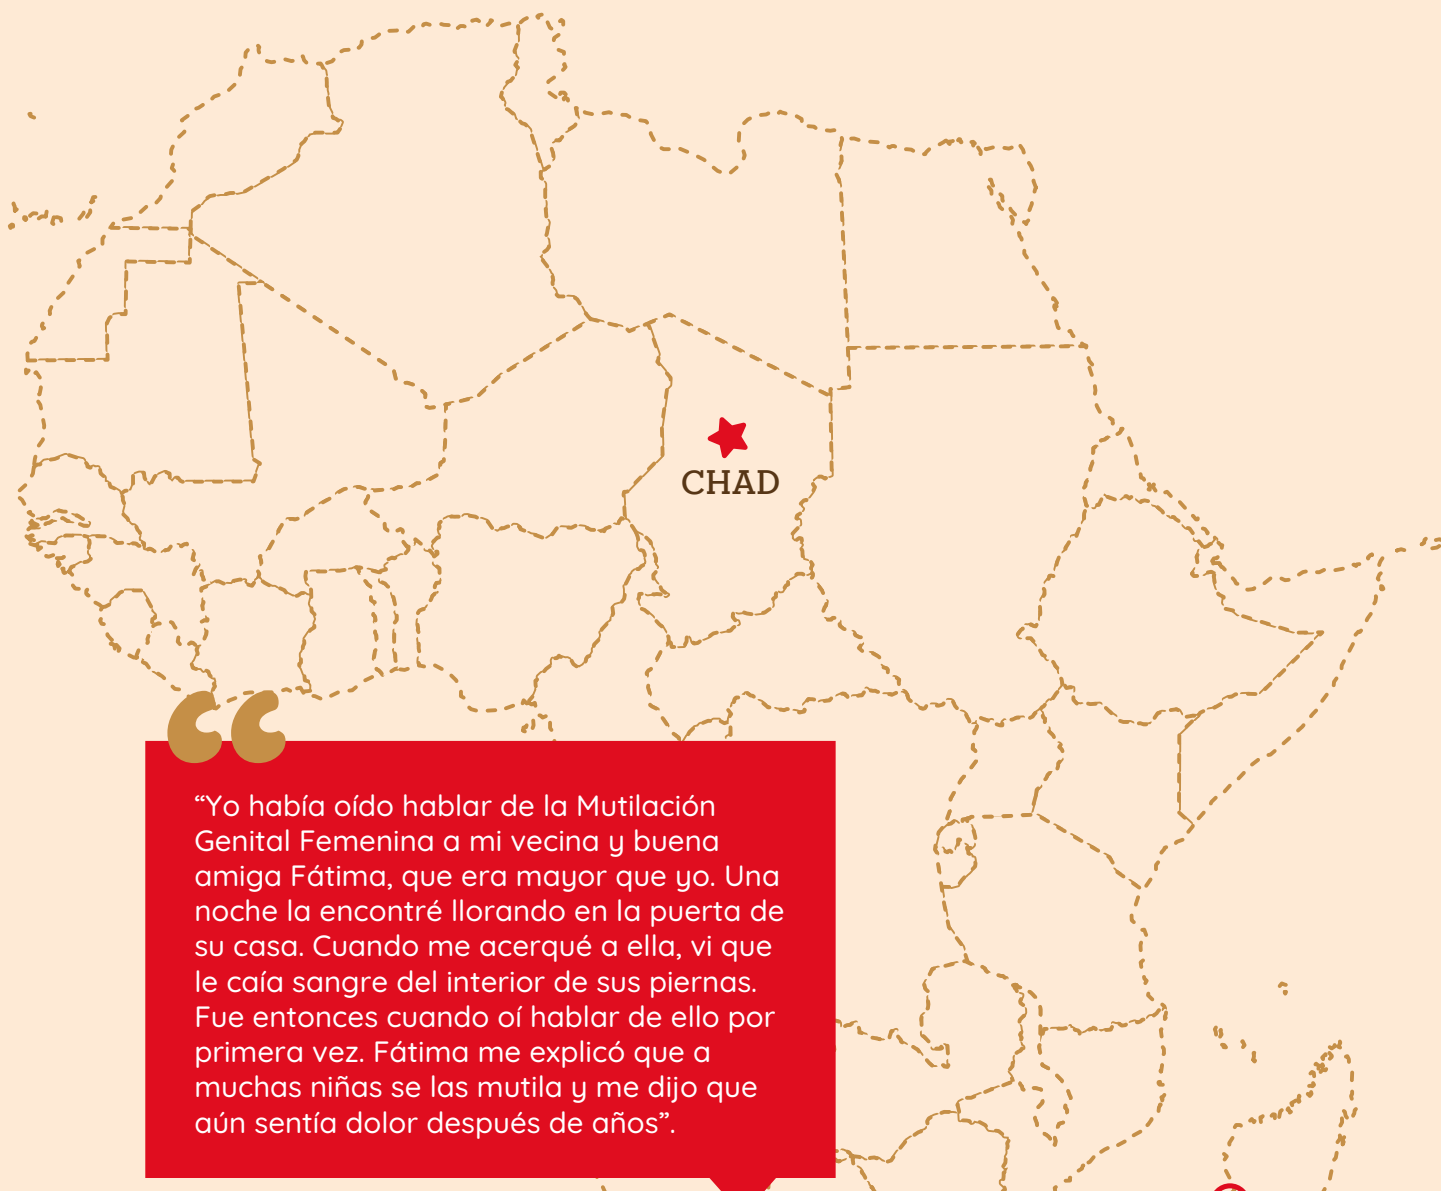 CHAD
“Yo había oído hablar de la Mutilación
Genital Femenina a mi vecina y buena
amiga Fátima, que era mayor que yo. Una
noche la encontré llorando en la puerta de
su casa. Cuando me acerqué a ella, vi que
le caía sangre del interior de sus piernas.
Fue entonces cuando oí hablar de ello por
primera vez. Fátima me explicó que a
muchas niñas se las mutila y me dijo que
aún sentía dolor después de años”.